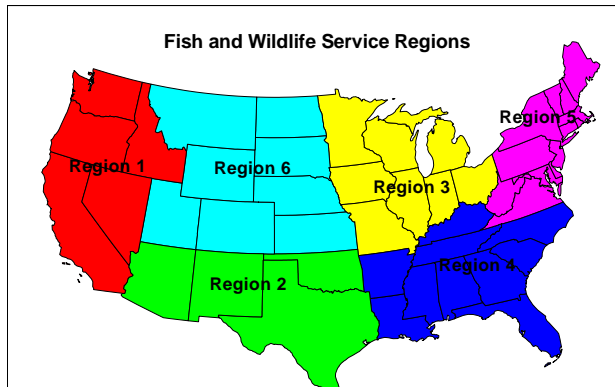 Fish and Wildlife Service Regions
Region 5
Region 1
Region 6
Region 3
Region 4
Region 2